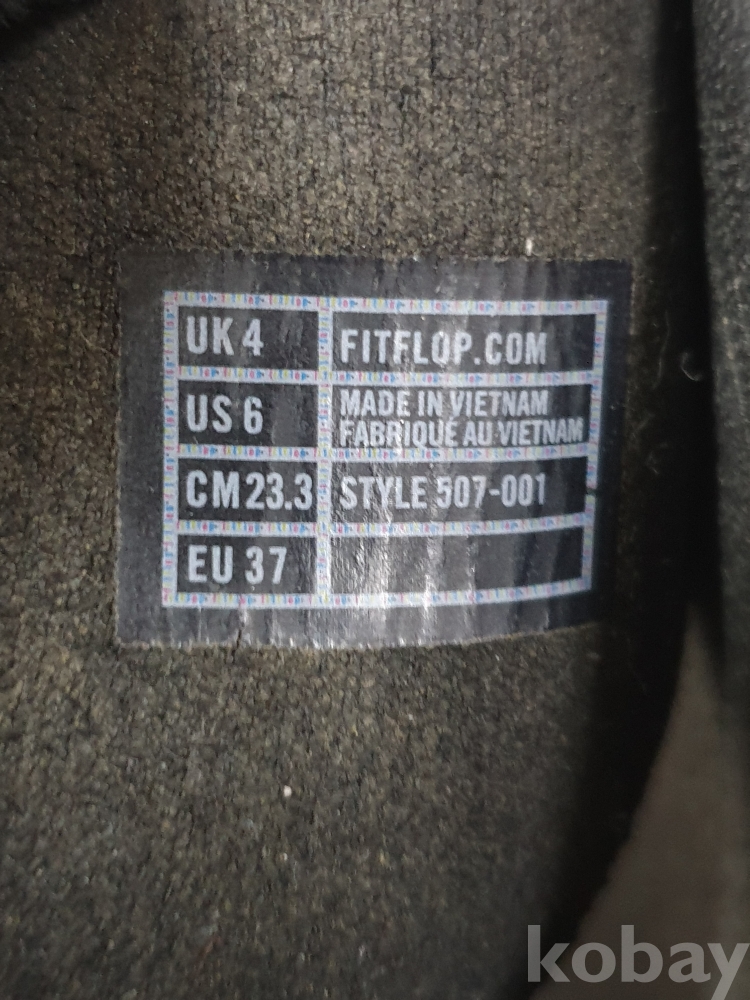 UK 4
FITFLOP.COM
US 6
MADE IN VIETNAM
FABRIQUÉ AU VIETNAM
CM 23.3
STYLE 507-001
EU 37
kobay